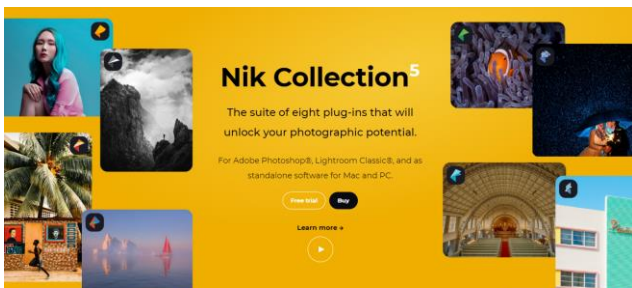 Nik Collection5
The suite of eight plug-ins that will
unlock your photographic potential.
For Adobe Photoshop®, Lightroom Classic®, and as
standalone software for Mac and PC.
Free trial
Buy
Learn more +